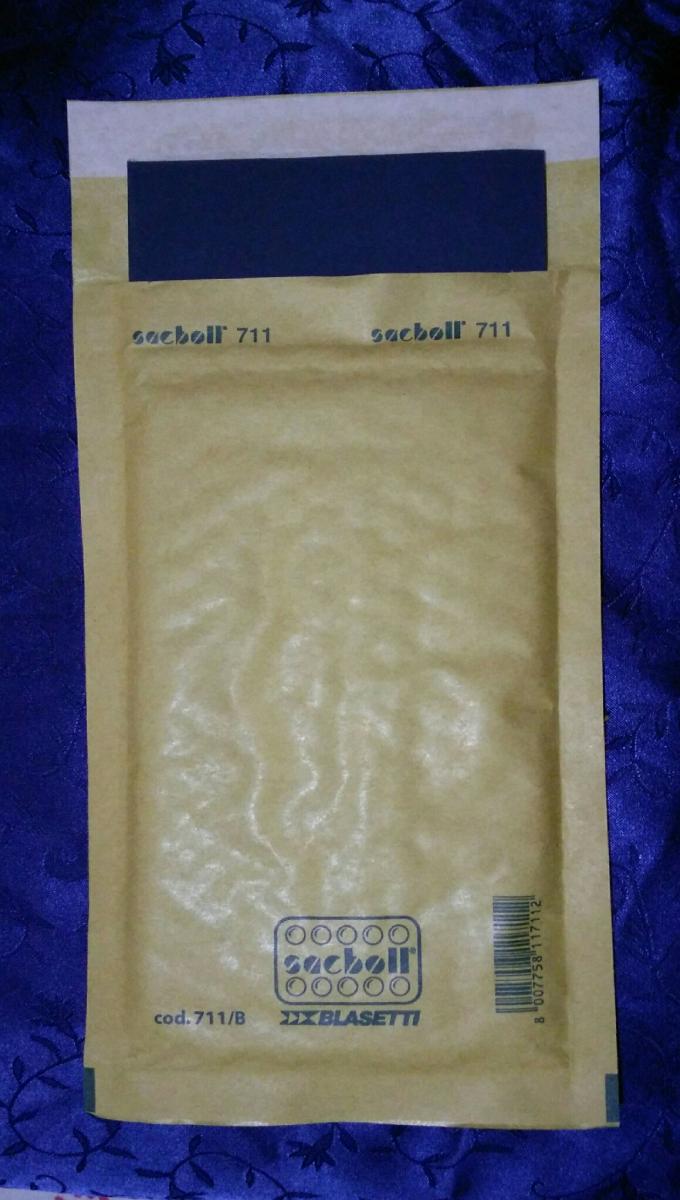 sacboll® 711 sacboll® 711
sacboll®
cod. 711/B BLASETTI
8 007758 117112